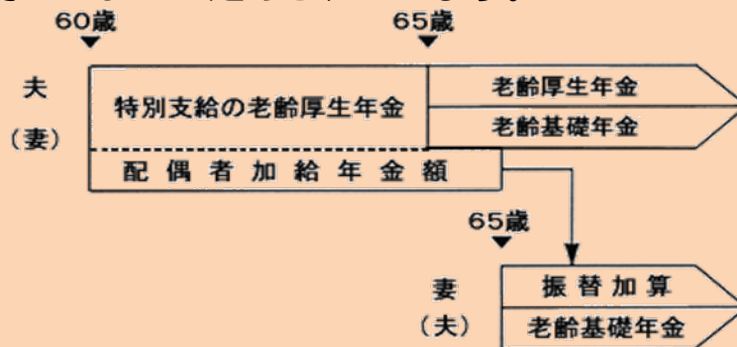 60歳 65歳
夫
(妻)
特別支給の老齢厚生年金
老齢厚生年金
老齢基礎年金
配偶者加給年金額
65歳
妻
(夫)
振替加算
老齢基礎年金